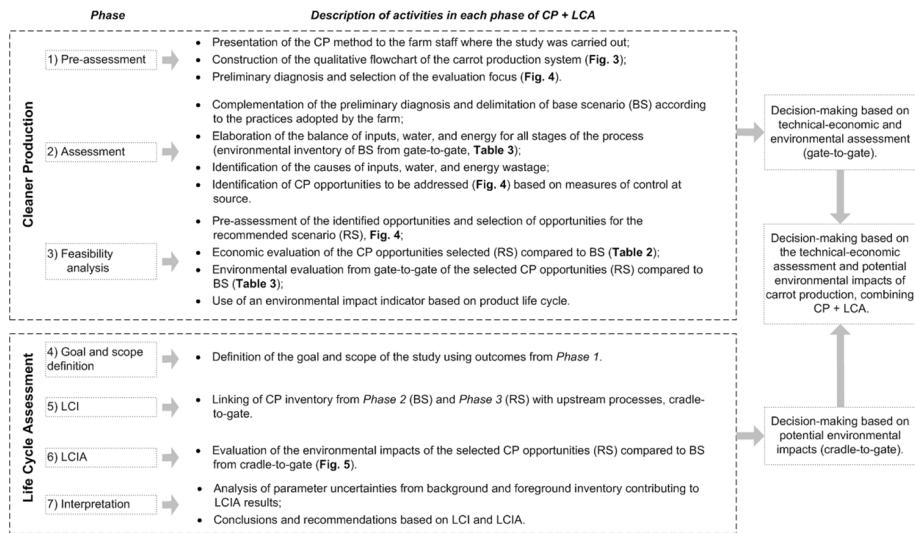 Phase
Description of activities in each phase of CP + LCA
Cleaner Production
1) Pre-assessment
• Presentation of the CP method to the farm staff where the study was carried out;
• Construction of the qualitative flowchart of the carrot production system (Fig. 3);
• Preliminary diagnosis and selection of the evaluation focus (Fig. 4).
2) Assessment
• Complementation of the preliminary diagnosis and delimitation of base scenario (BS) according
to the practices adopted by the farm;
• Elaboration of the balance of inputs, water, and energy for all stages of the process
(environmental inventory of BS from gate-to-gate, Table 3);
• Identification of the causes of inputs, water, and energy wastage;
• Identification of CP opportunities to be addressed (Fig. 4) based on measures of control at
source.
3) Feasibility
analysis
• Pre-assessment of the identified opportunities and selection of opportunities for the
recommended scenario (RS), Fig. 4;
• Economic evaluation of the CP opportunities selected (RS) compared to BS (Table 2);
• Environmental evaluation from gate-to-gate of the selected CP opportunities (RS) compared to
BS (Table 3);
• Use of an environmental impact indicator based on product life cycle.
Life Cycle Assessment
4) Goal and scope
definition
• Definition of the goal and scope of the study using outcomes from Phase 1.
5) LCI
• Linking of CP inventory from Phase 2 (BS) and Phase 3 (RS) with upstream processes, cradle-
to-gate.
6) LCIA
• Evaluation of the environmental impacts of the selected CP opportunities (RS) compared to BS
from cradle-to-gate (Fig. 5).
7) Interpretation
• Analysis of parameter uncertainties from background and foreground inventory contributing to
LCIA results;
• Conclusions and recommendations based on LCI and LCIA.
Decision-making based on
technical-economic and
environmental assessment
(gate-to-gate).
Decision-making based on
the technical-economic
assessment and potential
environmental impacts of
carrot production, combining
CP + LCA.
Decision-making based on
potential environmental
impacts (cradle-to-gate).